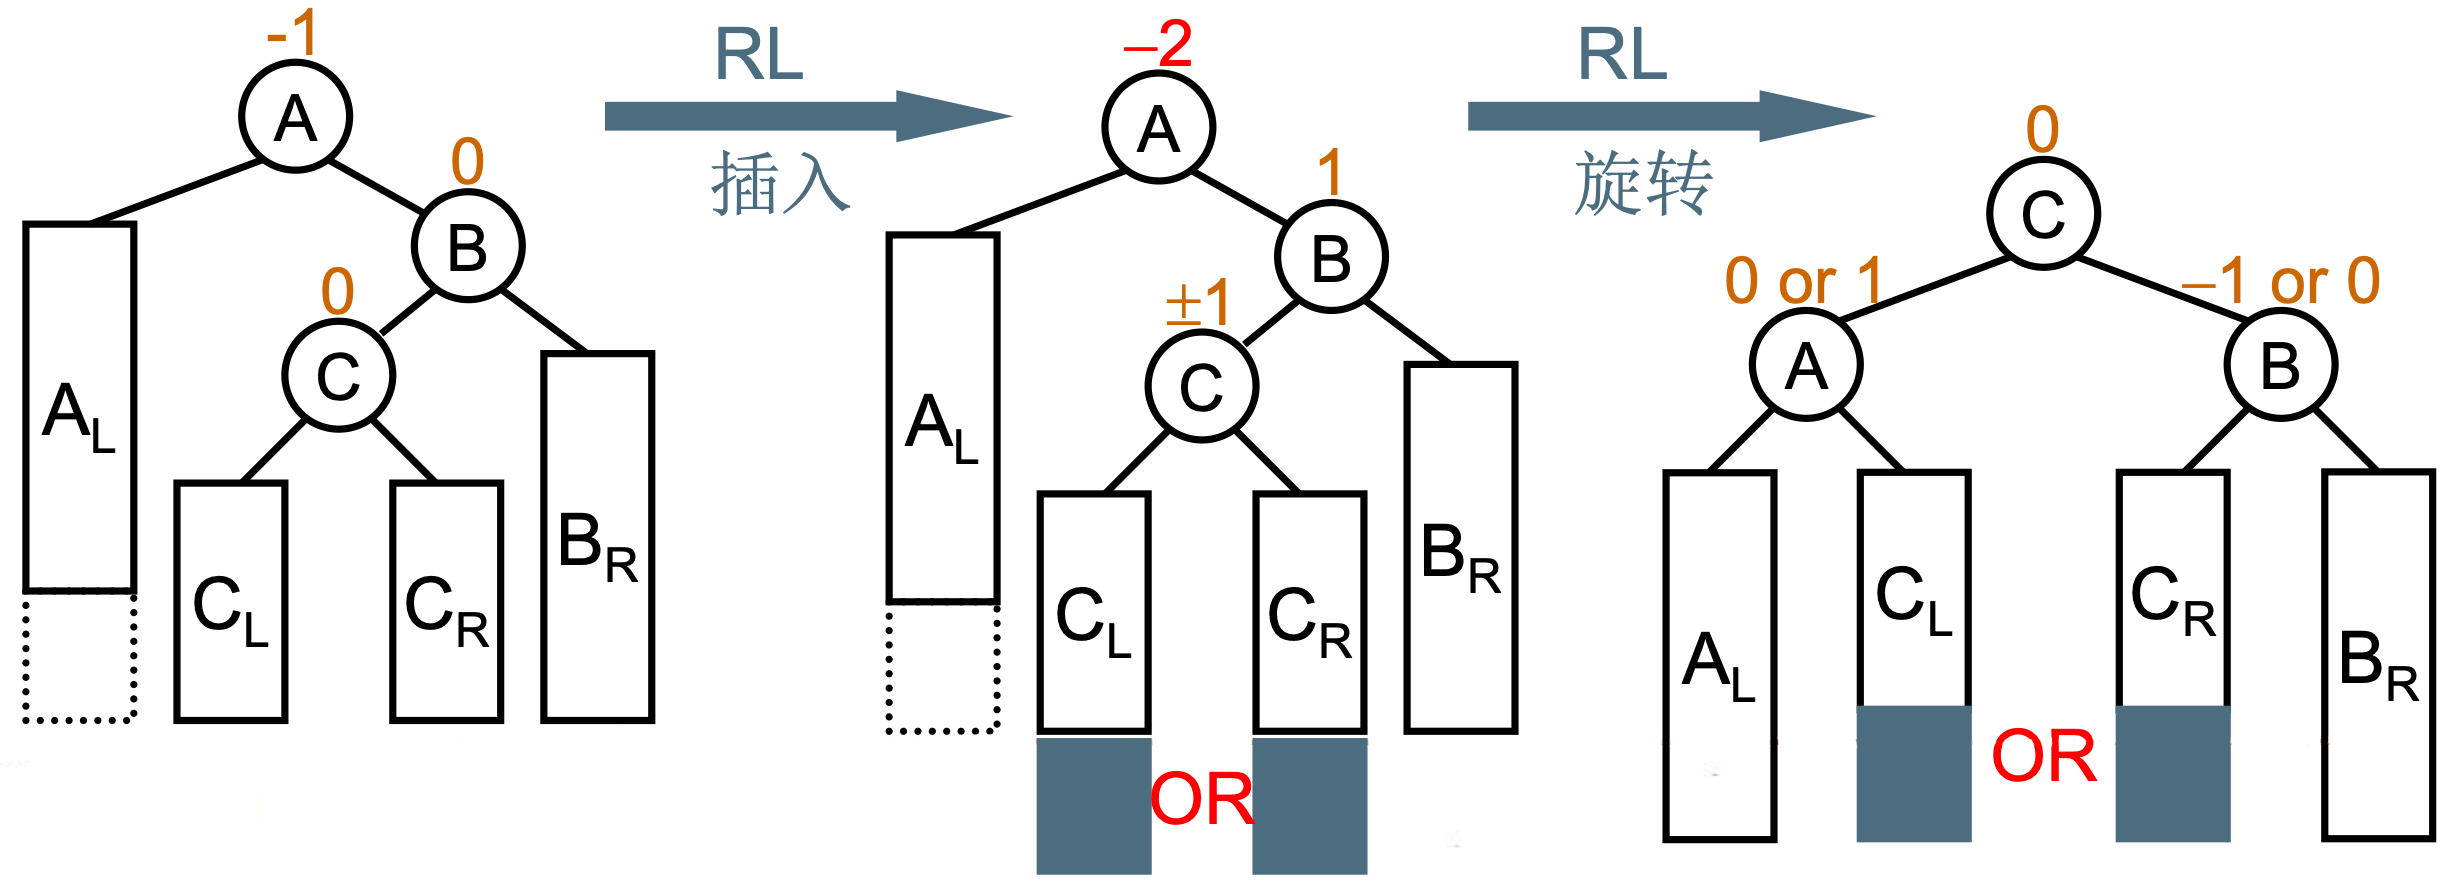 -1
A
0
B
0
C
A_L
C_L
C_R
B_R
RL
插入
–2
A
1
B
±1
C
A_L
C_L
C_R
B_R
OR
RL
旋转
0
C
0 or 1
–1 or 0
A
B
A_L
C_L
C_R
B_R
OR